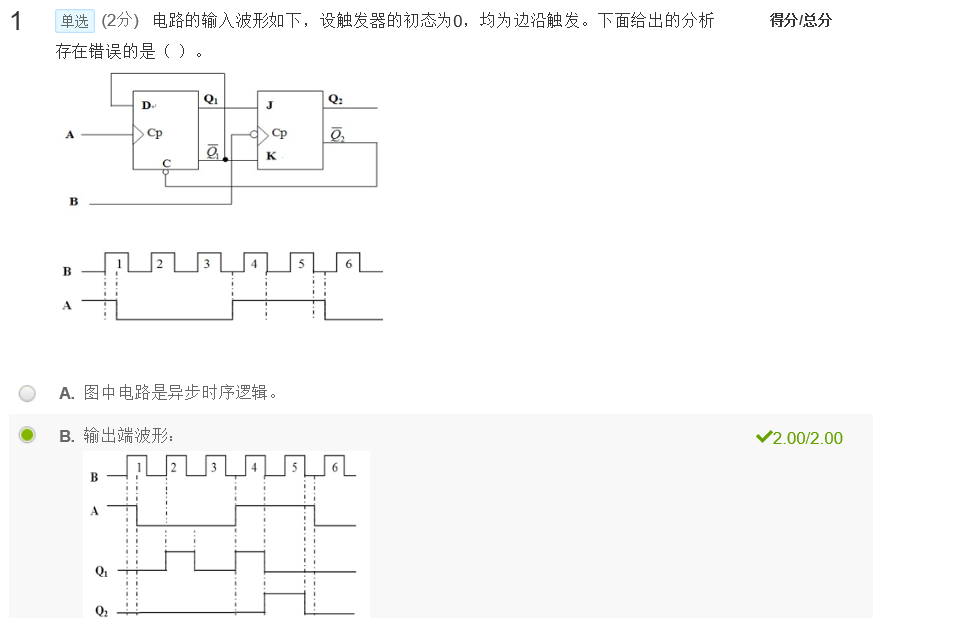 1 单选 (2分) 电路的输入波形如下，设触发器的初态为0，均为边沿触发。下面给出的分析 得分/总分
存在错误的是（ ）。
D Q₁ J Q₂
A Cp Cp Q̅₂
C Q̅₁ K
B
B 1 2 3 4 5 6
A
A. 图中电路是异步时序逻辑。
B. 输出端波形： 2.00/2.00
B 1 2 3 4 5 6
A
Q₁
Q₂